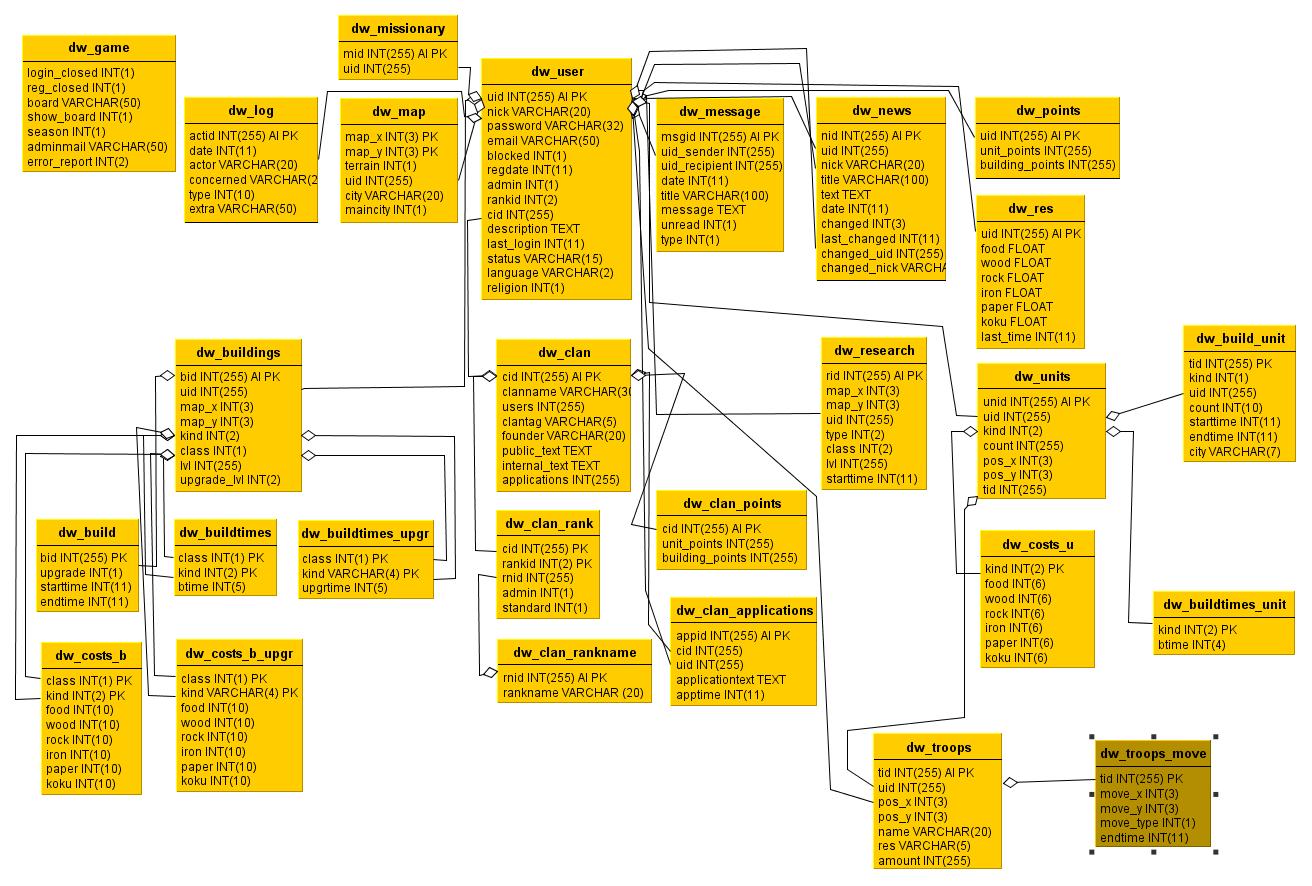 dw_game
login_closed INT(1)
reg_closed INT(1)
board VARCHAR(50)
show_board INT(1)
season INT(1)
adminmail VARCHAR(50)
error_report INT(2)
dw_missionary
mid INT(255) AI PK
uid INT(255)
dw_log
actid INT(255) AI PK
date INT(11)
actor VARCHAR(20)
concerned VARCHAR(2
type INT(10)
extra VARCHAR(50)
dw_map
map_x INT(3) PK
map_y INT(3) PK
terrain INT(1)
uid INT(255)
city VARCHAR(20)
maincity INT(1)
dw_user
uid INT(255) AI PK
nick VARCHAR(20)
password VARCHAR(32)
email VARCHAR(50)
blocked INT(1)
regdate INT(11)
admin INT(1)
rankid INT(2)
cid INT(255)
description TEXT
last_login INT(11)
status VARCHAR(15)
language VARCHAR(2)
religion INT(1)
dw_message
msgid INT(255) AI PK
uid_sender INT(255)
uid_recipient INT(255)
date INT(11)
title VARCHAR(100)
message TEXT
unread INT(1)
type INT(1)
dw_news
nid INT(255) AI PK
uid INT(255)
nick VARCHAR(20)
title VARCHAR(100)
text TEXT
date INT(11)
changed INT(3)
last_changed INT(11)
changed_uid INT(255)
changed_nick VARCHA
dw_points
uid INT(255) AI PK
unit_points INT(255)
building_points INT(255)
dw_res
uid INT(255) AI PK
food FLOAT
wood FLOAT
rock FLOAT
iron FLOAT
paper FLOAT
koku FLOAT
last_time INT(11)
dw_buildings
bid INT(255) AI PK
uid INT(255)
map_x INT(3)
map_y INT(3)
kind INT(2)
class INT(1)
lvl INT(255)
upgrade_lvl INT(2)
dw_clan
cid INT(255) AI PK
clanname VARCHAR(30
users INT(255)
clantag VARCHAR(5)
founder VARCHAR(20)
public_text TEXT
internal_text TEXT
applications INT(255)
dw_research
rid INT(255) AI PK
map_x INT(3)
map_y INT(3)
uid INT(255)
type INT(2)
class INT(2)
lvl INT(255)
starttime INT(11)
dw_units
unid INT(255) AI PK
uid INT(255)
kind INT(2)
count INT(255)
pos_x INT(3)
pos_y INT(3)
tid INT(255)
dw_build_unit
tid INT(255) PK
kind INT(1)
uid INT(255)
count INT(10)
starttime INT(11)
endtime INT(11)
city VARCHAR(7)
dw_build
bid INT(255) PK
upgrade INT(1)
starttime INT(11)
endtime INT(11)
dw_buildtimes
class INT(1) PK
kind INT(2) PK
btime INT(5)
dw_buildtimes_upgr
class INT(1) PK
kind VARCHAR(4) PK
upgrtime INT(5)
dw_clan_rank
cid INT(255) PK
rankid INT(2) PK
rnid INT(255)
admin INT(1)
standard INT(1)
dw_clan_points
cid INT(255) AI PK
unit_points INT(255)
building_points INT(255)
dw_costs_u
kind INT(2) PK
food INT(6)
wood INT(6)
rock INT(6)
iron INT(6)
paper INT(6)
koku INT(6)
dw_buildtimes_unit
kind INT(2) PK
btime INT(4)
dw_costs_b
class INT(1) PK
kind INT(2) PK
food INT(10)
wood INT(10)
rock INT(10)
iron INT(10)
paper INT(10)
koku INT(10)
dw_costs_b_upgr
class INT(1) PK
kind VARCHAR(4) PK
food INT(10)
wood INT(10)
rock INT(10)
iron INT(10)
paper INT(10)
koku INT(10)
dw_clan_rankname
rnid INT(255) AI PK
rankname VARCHAR (20)
dw_clan_applications
appid INT(255) AI PK
cid INT(255)
uid INT(255)
applicationtext TEXT
apptime INT(11)
dw_troops
tid INT(255) AI PK
uid INT(255)
pos_x INT(3)
pos_y INT(3)
name VARCHAR(20)
res VARCHAR(5)
amount INT(255)
dw_troops_move
tid INT(255) PK
move_x INT(3)
move_y INT(3)
move_type INT(1)
endtime INT(11)